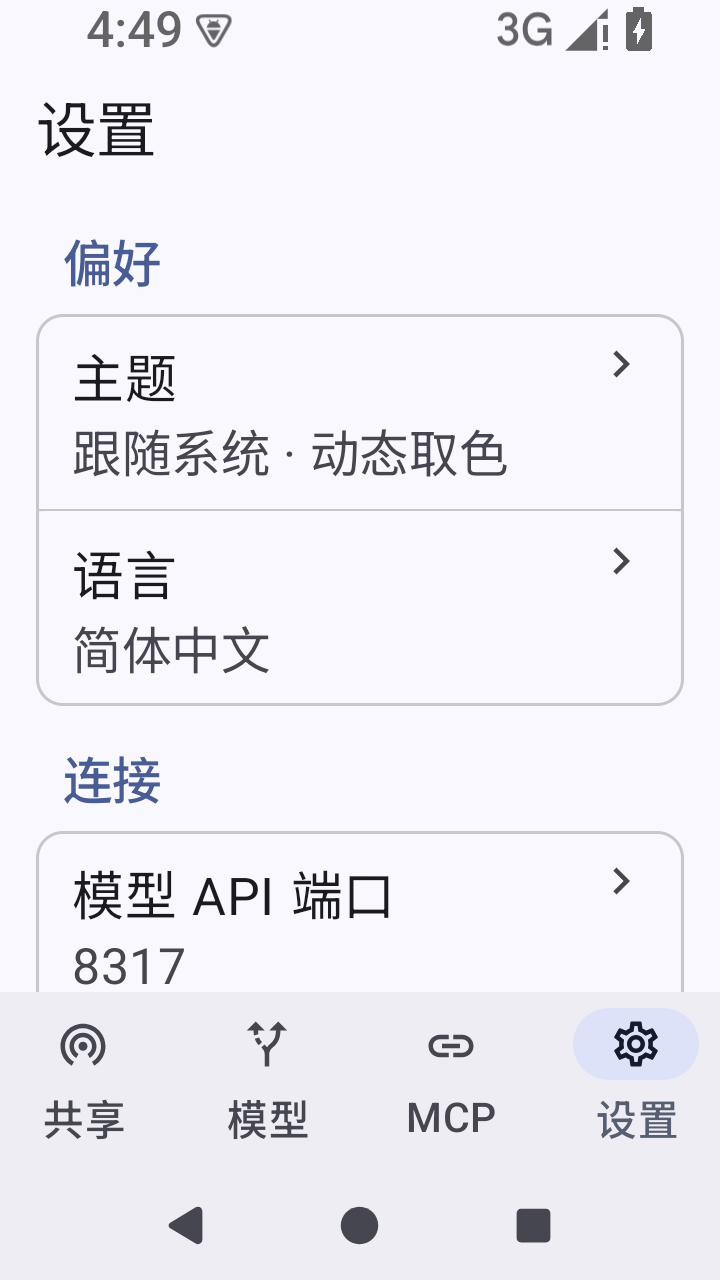 4:49 3G
设置
偏好
主题
跟随系统 · 动态取色
语言
简体中文
连接
模型 API 端口
8317
共享 模型 MCP 设置